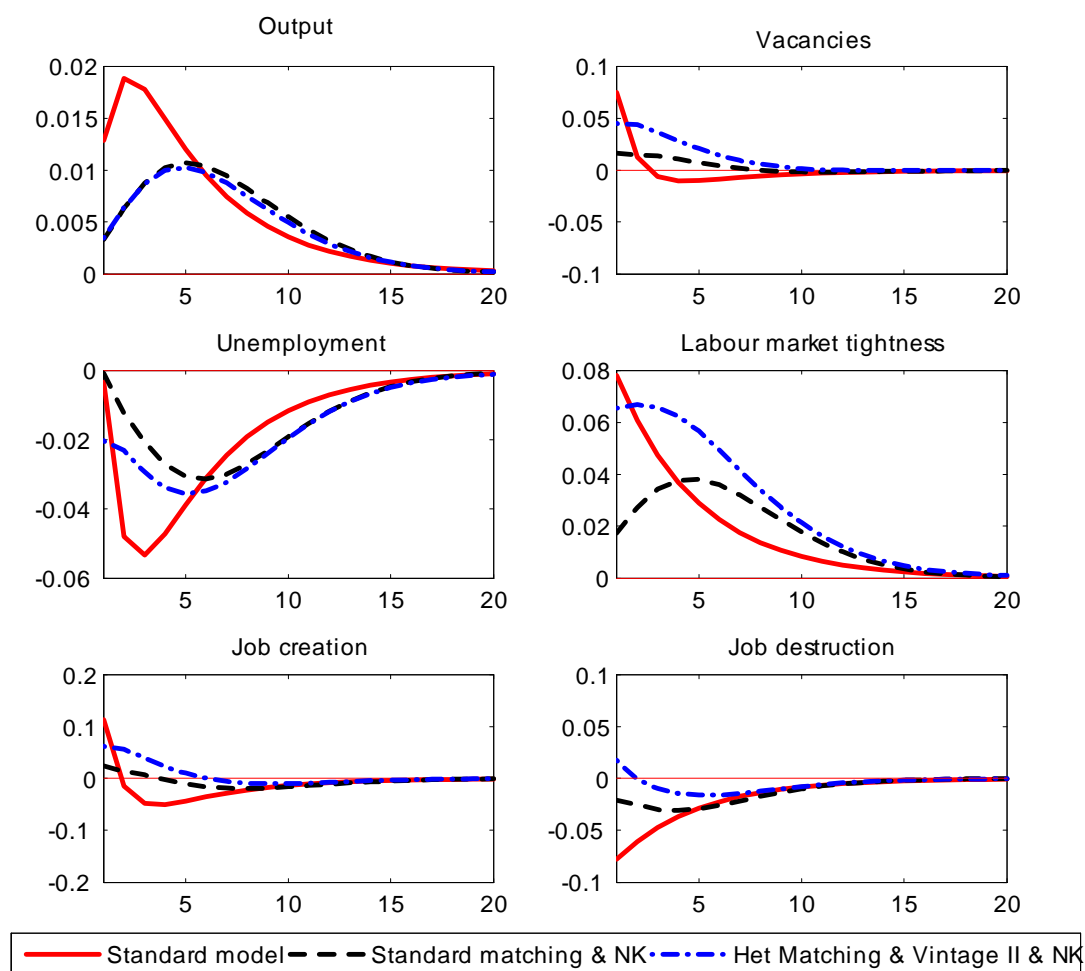 Output
0.02
0.015
0.01
0.005
0
5 10 15 20
Vacancies
0.1
0.05
0
-0.05
-0.1
5 10 15 20
Unemployment
0
-0.02
-0.04
-0.06
5 10 15 20
Labour market tightness
0.08
0.06
0.04
0.02
0
5 10 15 20
Job creation
0.2
0.1
0
-0.1
-0.2
5 10 15 20
Job destruction
0.1
0.05
0
-0.05
-0.1
5 10 15 20
Standard model Standard matching & NK Het Matching & Vintage II & NK